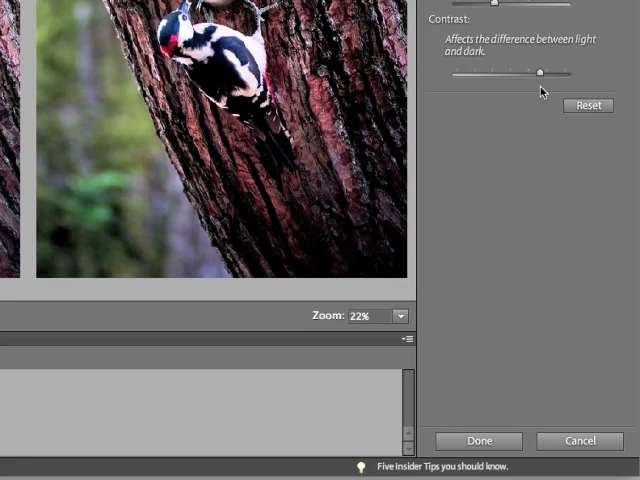 Contrast:
Affects the difference between light
and dark.
Reset
Zoom: 22%
Done
Cancel
Five Insider Tips you should know.